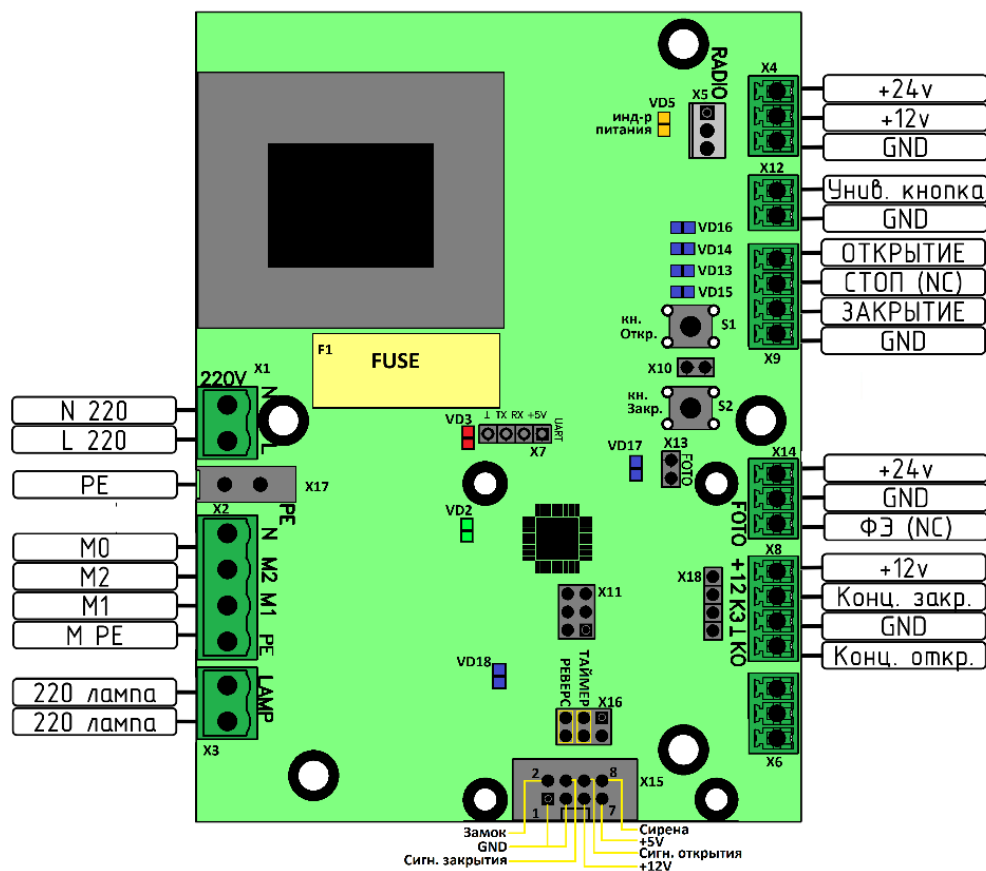 X4
+24v
+12v
GND
RADIO
X5
VD5
инд-р
питания
X12
Унив. кнопка
GND
VD16
VD14
VD13
VD15
ОТКРЫТИЕ
СТОП (NC)
ЗАКРЫТИЕ
GND
X9
кн.
Откр.
S1
X10
кн.
Закр.
S2
F1
FUSE
220V
X1
N
L
N 220
L 220
VD3
⊥ TX RX +5V
UART
X7
VD17
X13
FOTO
X14
+24v
GND
ФЭ (NC)
FOTO
PE
X17
PE
X2
N M2 M1 PE
M0
M2
M1
M PE
VD2
X11
X8
X18
+12 КЭ ⊥ КО
+12v
Конц. закр.
GND
Конц. откр.
VD18
РЕВЕРС
ТАЙМЕР
X16
LAMP
220 лампа
220 лампа
X3
X6
2
8
X15
1
7
Замок
GND
Сигн. закрытия
Сирена
+5V
Сигн. открытия
+12V